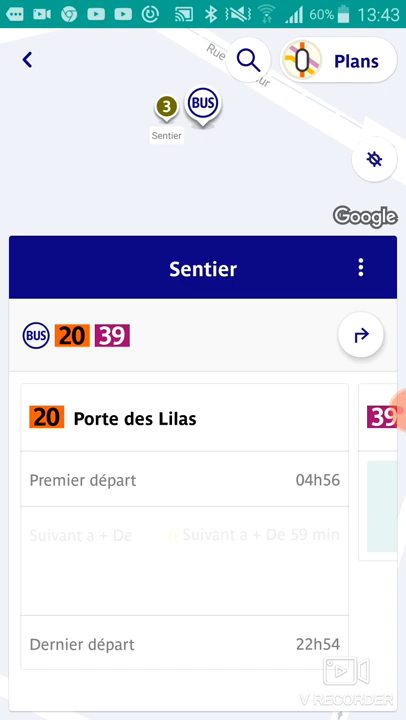 60% 13:43
Rue
ur
Plans
3
BUS
Sentier
Google
Sentier
BUS 20 39
20 Porte des Lilas
39
Premier départ 04h56
Suivant a + De Suivant a + De 59 min
Dernier départ 22h54
V RECORDER